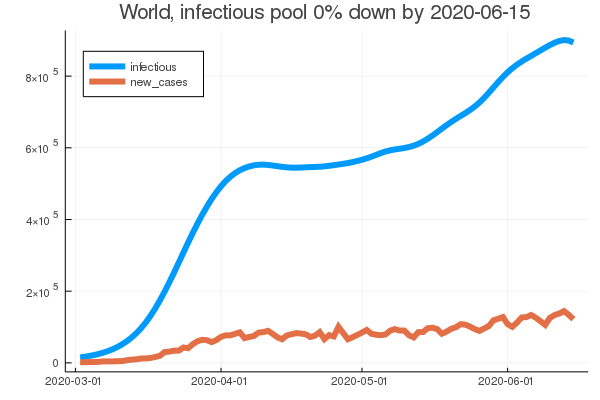 World, infectious pool 0% down by 2020-06-15
infectious
new_cases
8×10 5
6×10 5
4×10 5
2×10 5
0
2020-03-01 2020-04-01 2020-05-01 2020-06-01